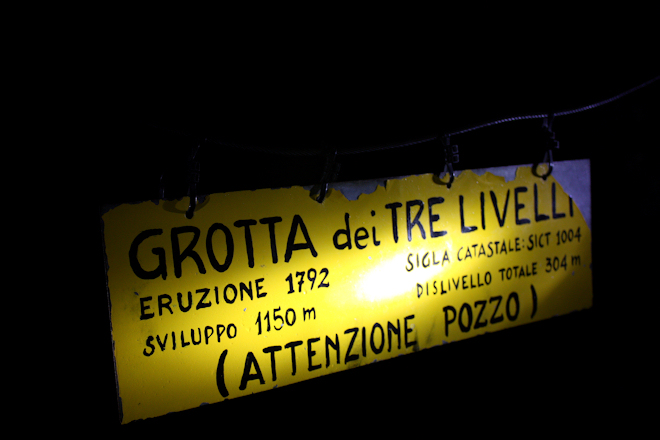 GROTTA dei TRE LIVELLI
ERUZIONE 1792
SIGLA CATASTALE: SICT 1004
SVILUPPO 1150 m
DISLIVELLO TOTALE 304 m
(ATTENZIONE POZZO)